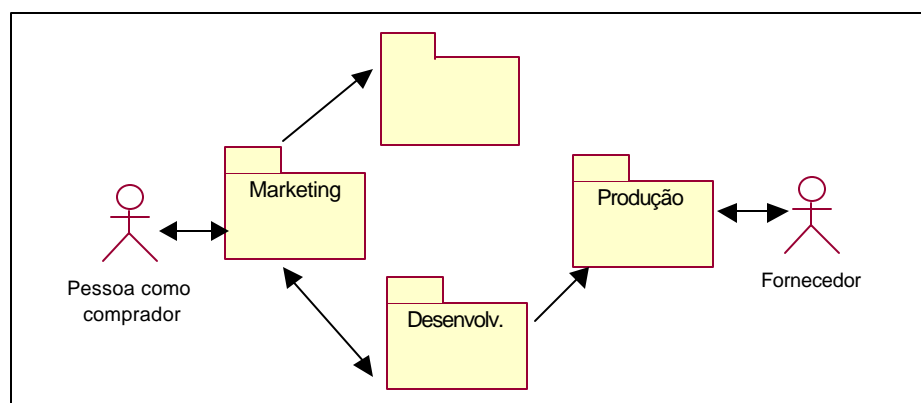 Marketing
Produção
Pessoa como
comprador
Fornecedor
Desenvolv.